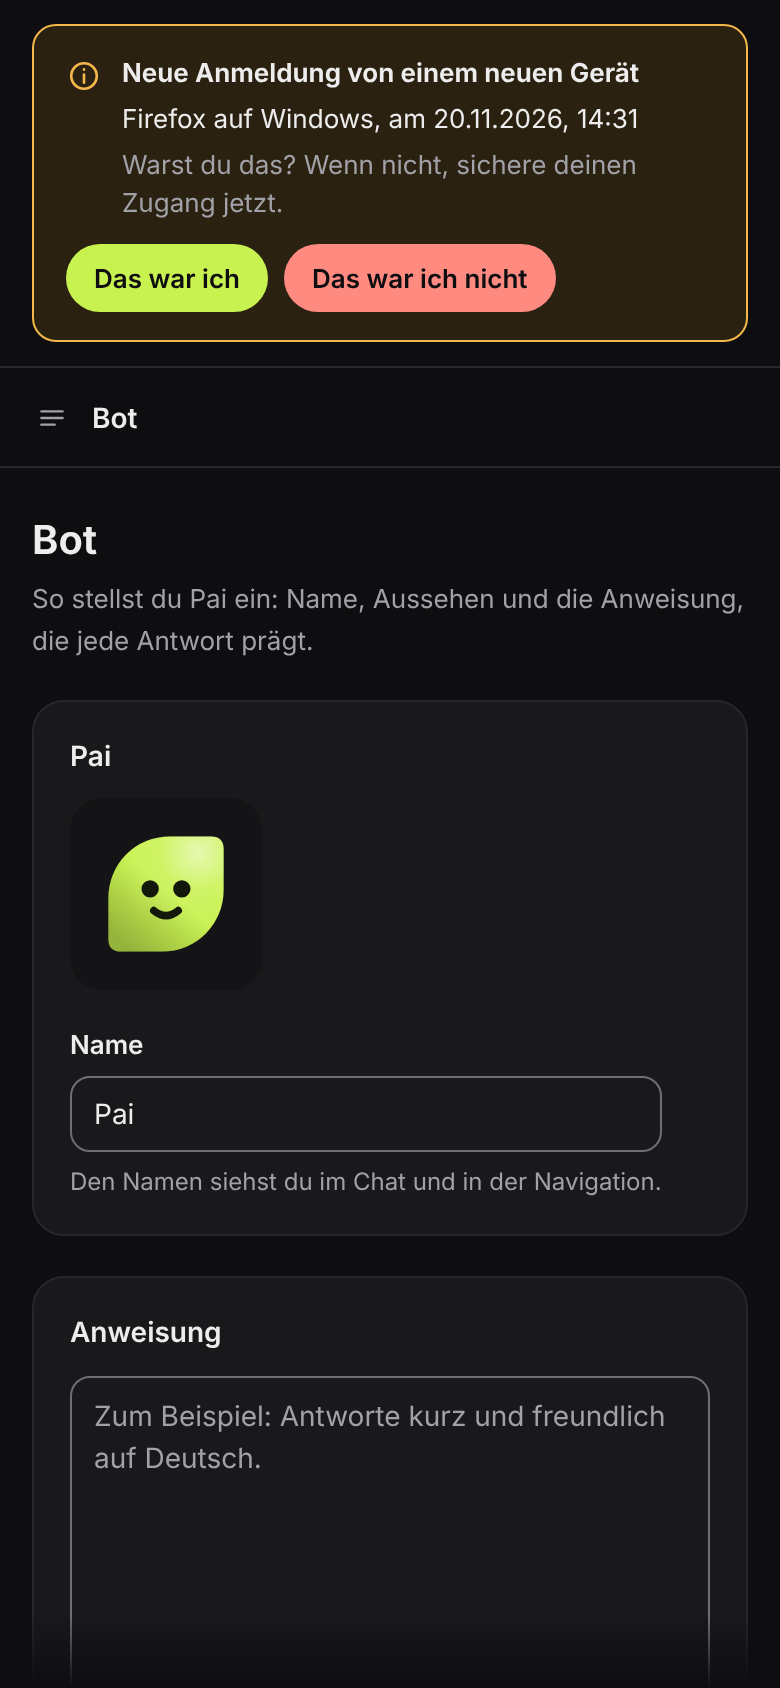 Neue Anmeldung von einem neuen Gerät
Firefox auf Windows, am 20.11.2026, 14:31
Warst du das? Wenn nicht, sichere deinen
Zugang jetzt.
Das war ich
Das war ich nicht
Bot
Bot
So stellst du Pai ein: Name, Aussehen und die Anweisung,
die jede Antwort prägt.
Pai
Name
Pai
Den Namen siehst du im Chat und in der Navigation.
Anweisung
Zum Beispiel: Antworte kurz und freundlich
auf Deutsch.